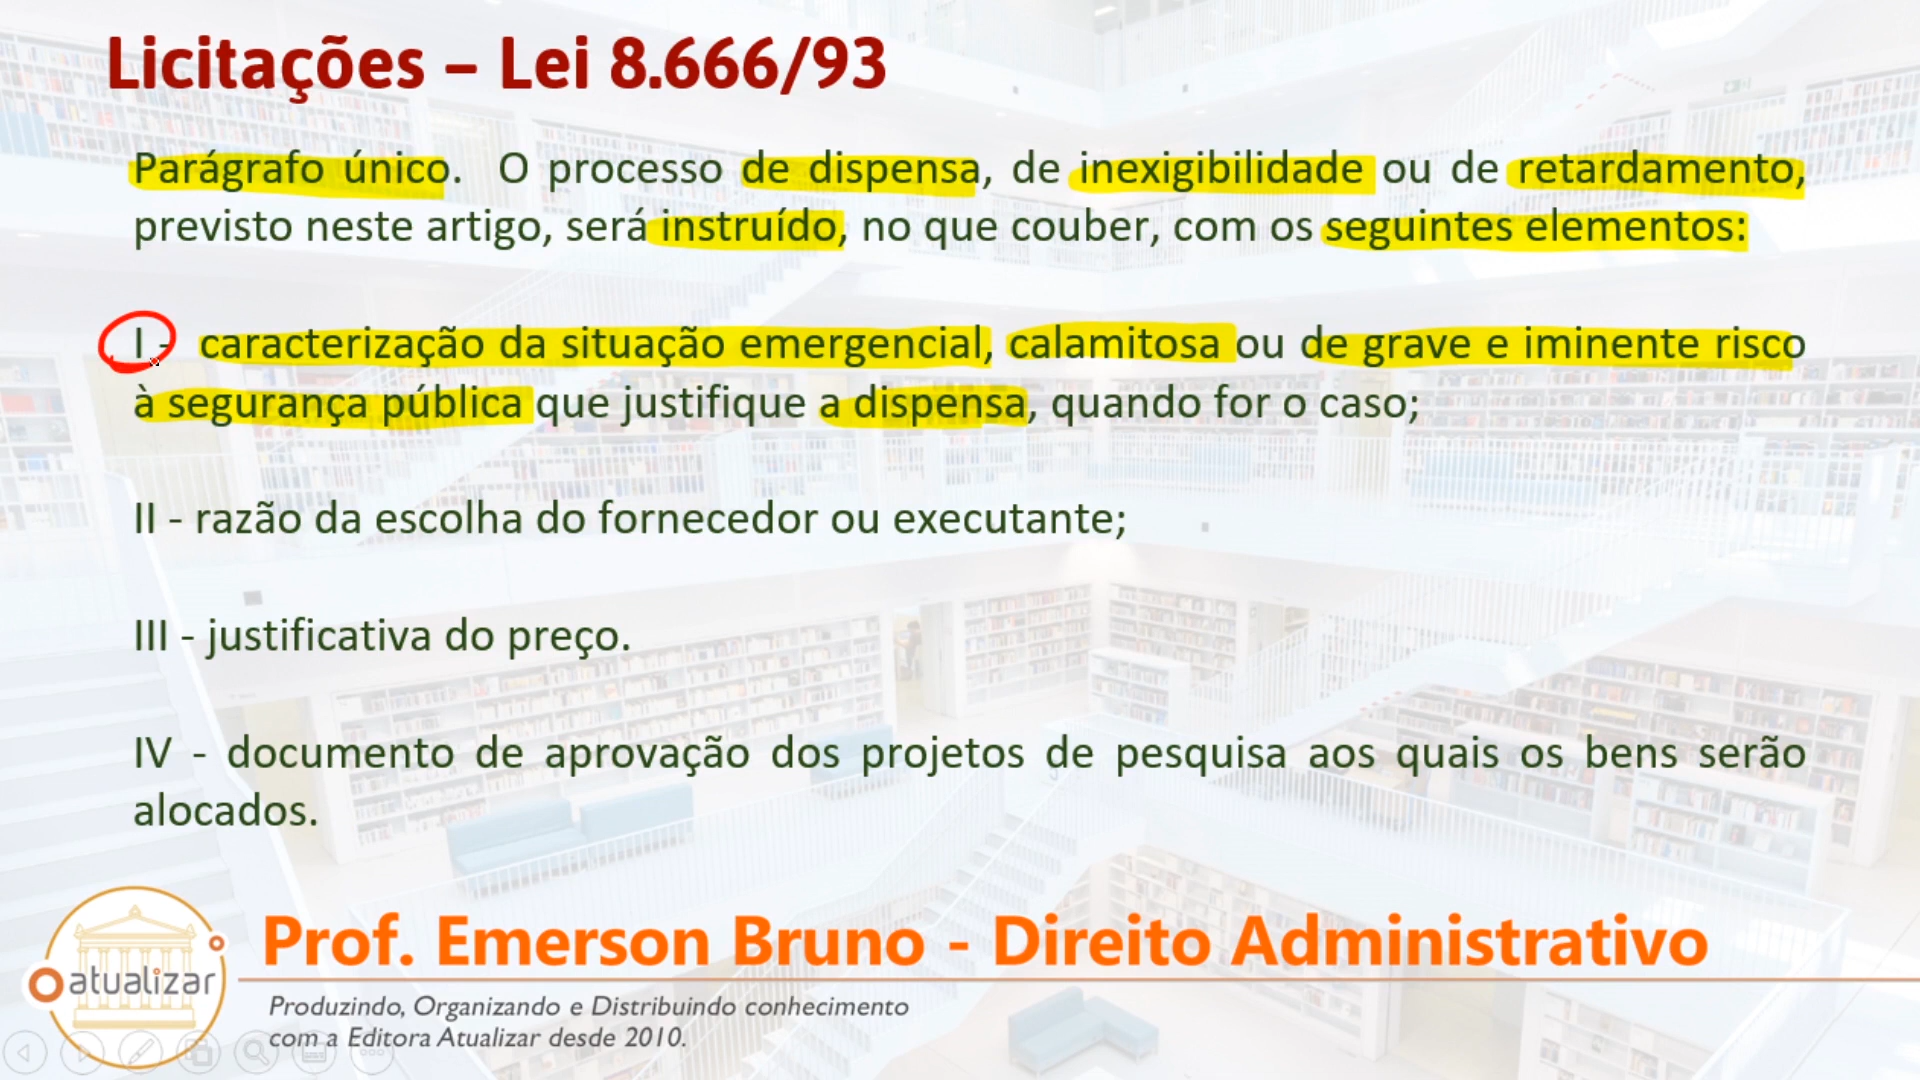 Licitações – Lei 8.666/93
Parágrafo único. O processo de dispensa, de inexigibilidade ou de retardamento,
previsto neste artigo, será instruído, no que couber, com os seguintes elementos:
I - caracterização da situação emergencial, calamitosa ou de grave e iminente risco
à segurança pública que justifique a dispensa, quando for o caso;
II - razão da escolha do fornecedor ou executante;
III - justificativa do preço.
IV - documento de aprovação dos projetos de pesquisa aos quais os bens serão
alocados.
Prof. Emerson Bruno - Direito Administrativo
atualizar
Produzindo, Organizando e Distribuindo conhecimento
com a Editora Atualizar desde 2010.